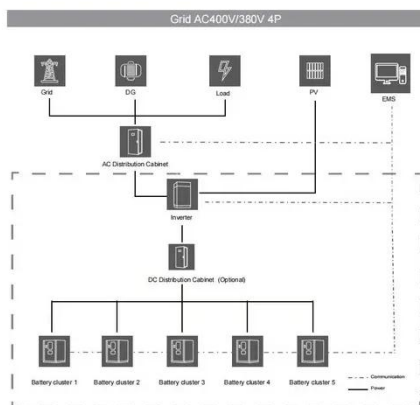 Grid AC400V/380V 4P
Grid
DG
Load
PV
EMS
AC Distribution Cabinet
Inverter
DC Distribution Cabinet (Optional)
Battery cluster 1
Battery cluster 2
Battery cluster 3
Battery cluster 4
Battery cluster 5
Communication
Power